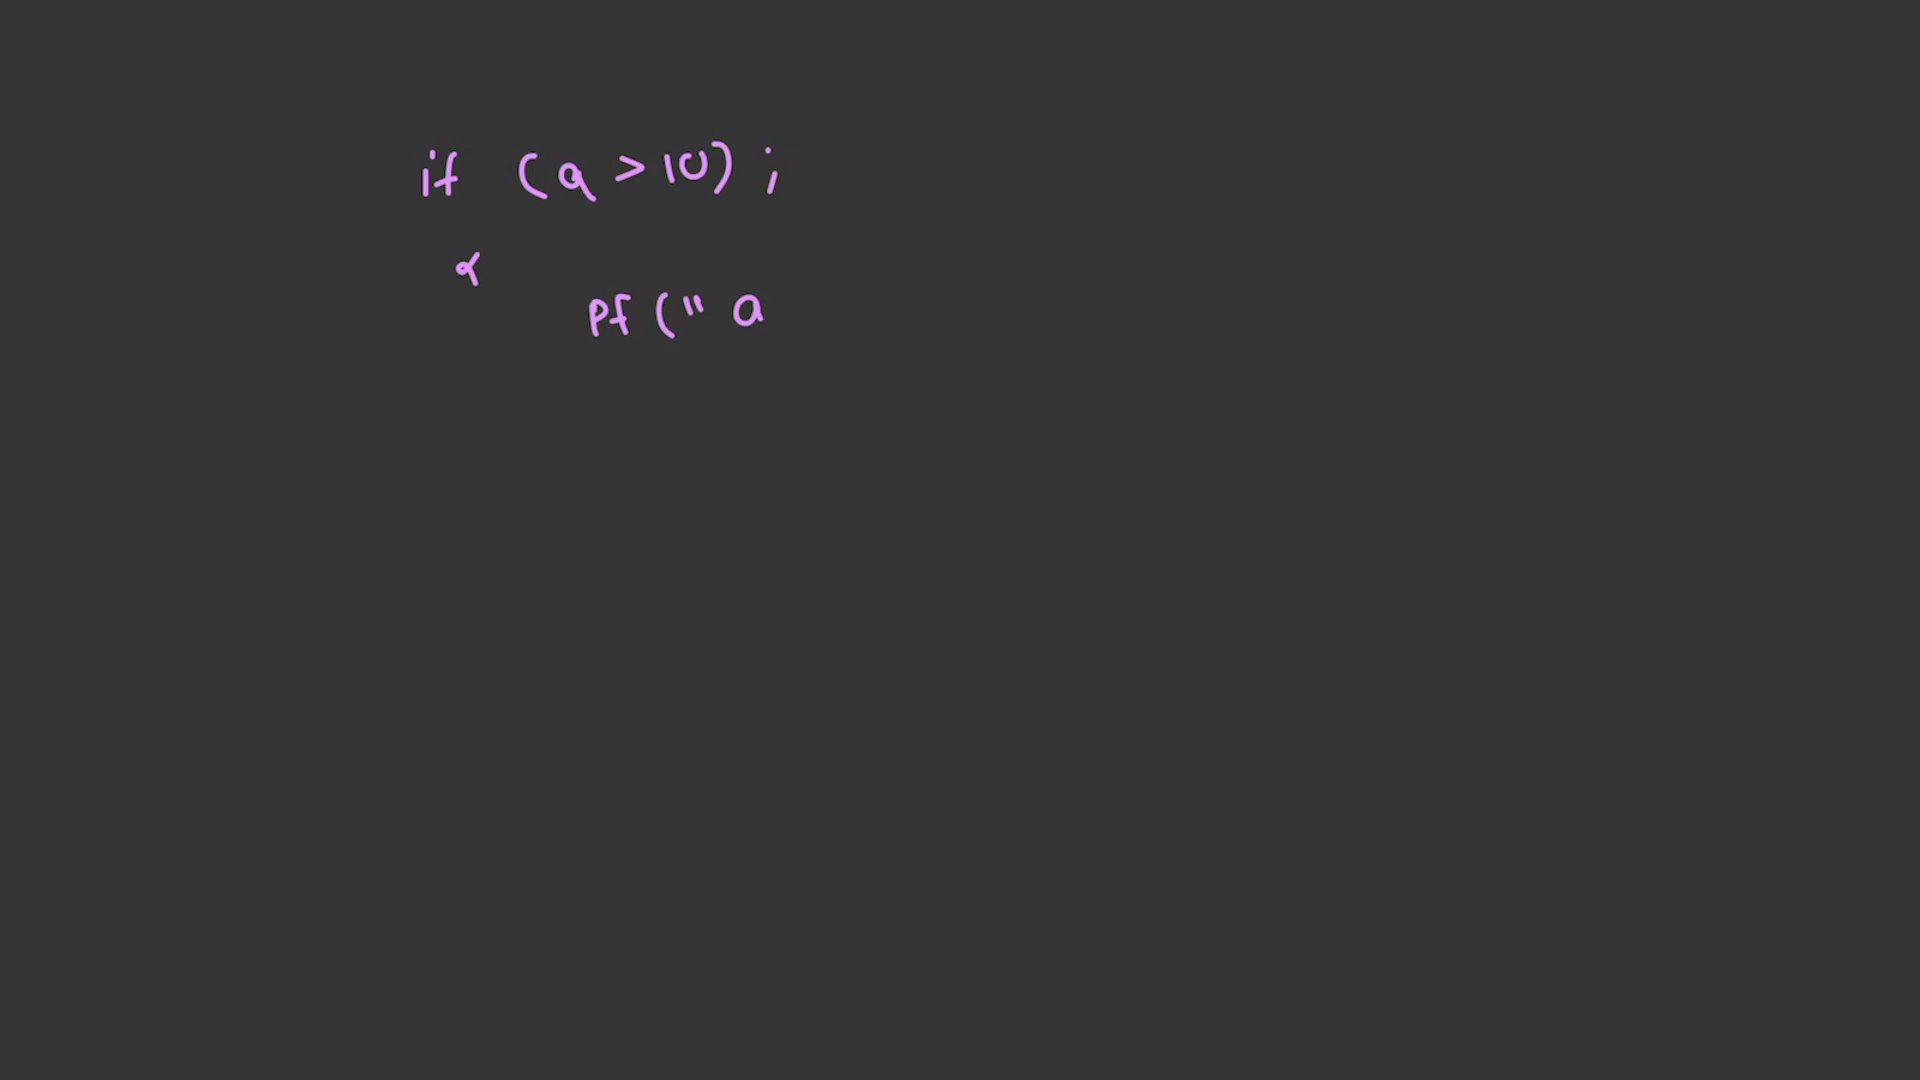 if (a > 10) ;
{
pf (" a